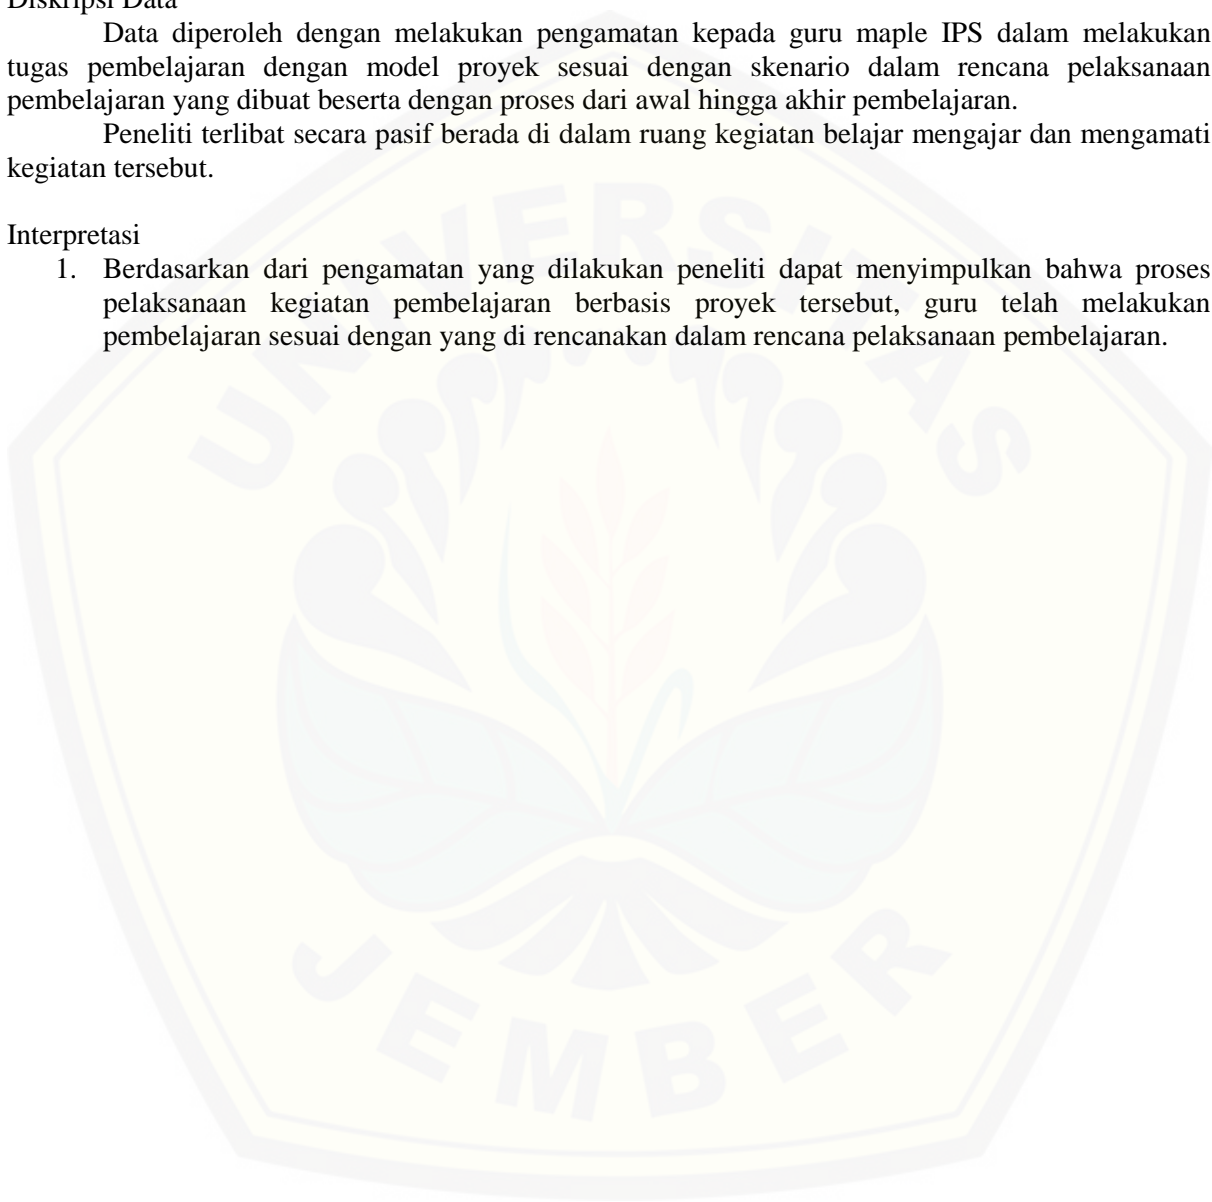 Diskripsi Data
Data diperoleh dengan melakukan pengamatan kepada guru maple IPS dalam melakukan
tugas pembelajaran dengan model proyek sesuai dengan skenario dalam rencana pelaksanaan
pembelajaran yang dibuat beserta dengan proses dari awal hingga akhir pembelajaran.
Peneliti terlibat secara pasif berada di dalam ruang kegiatan belajar mengajar dan mengamati
kegiatan tersebut.
Interpretasi
1. Berdasarkan dari pengamatan yang dilakukan peneliti dapat menyimpulkan bahwa proses
pelaksanaan kegiatan pembelajaran berbasis proyek tersebut, guru telah melakukan
pembelajaran sesuai dengan yang di rencanakan dalam rencana pelaksanaan pembelajaran.
UNIVERSITAS
JEMBER